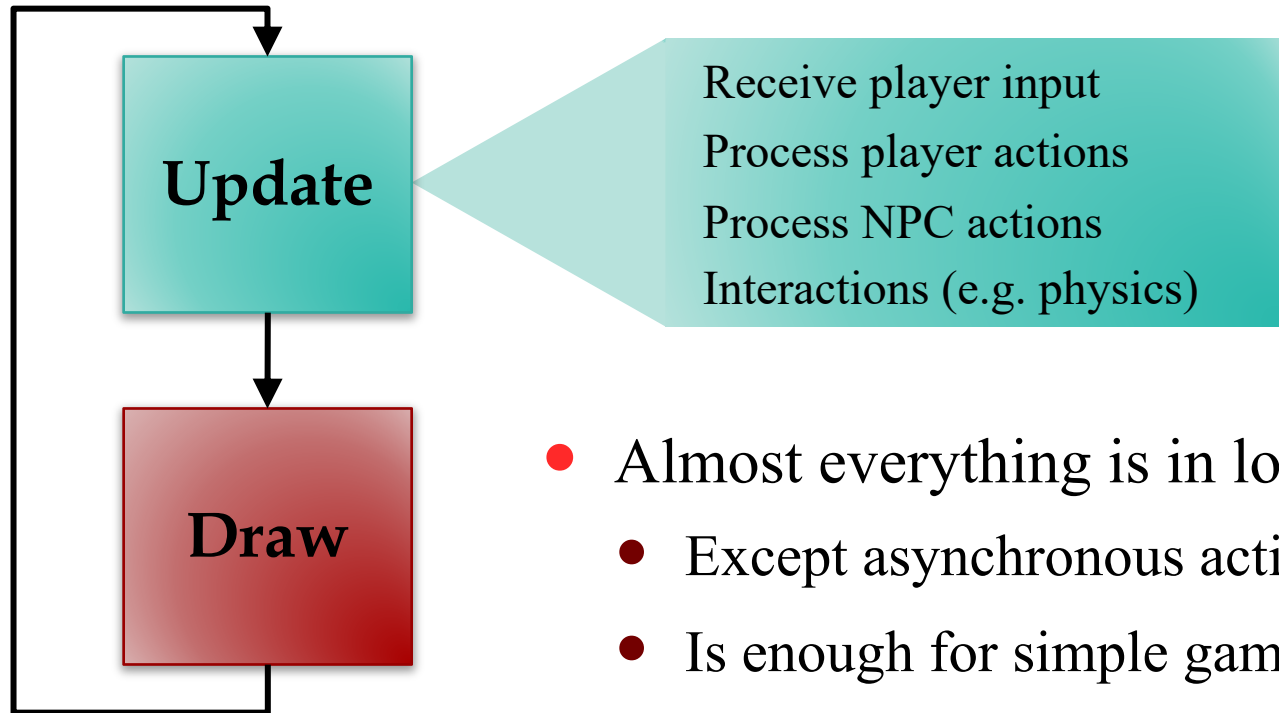 Update
Receive player input
Process player actions
Process NPC actions
Interactions (e.g. physics)
Draw
Almost everything is in
Except asynchronous
Is enough for simple